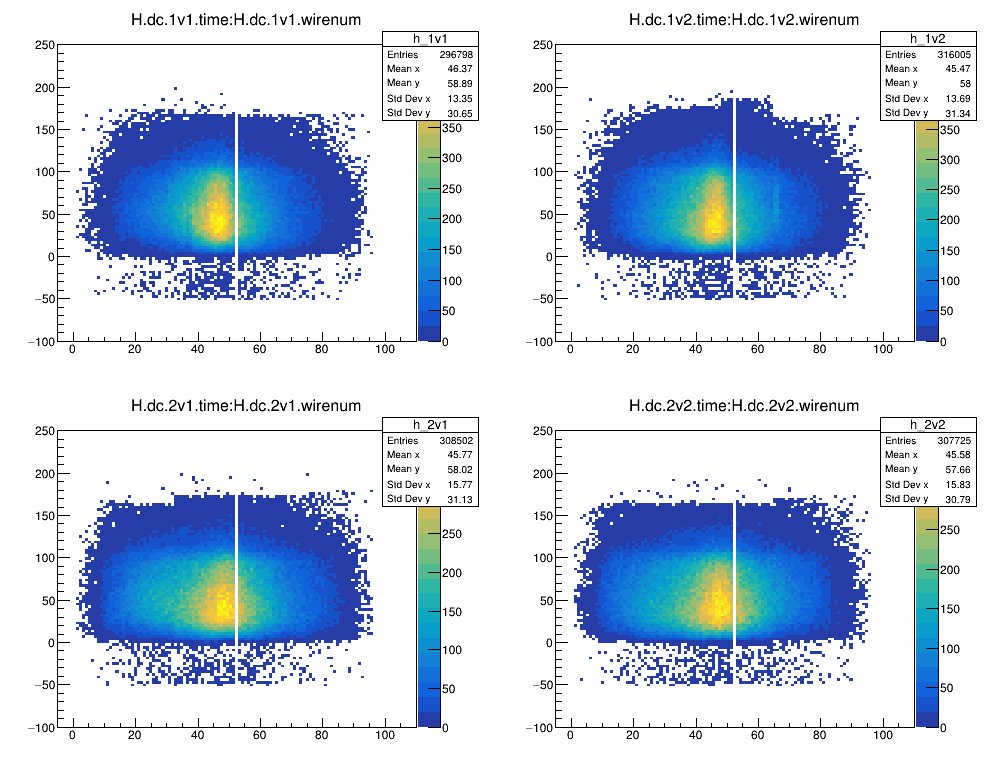 H.dc.1v1.time:H.dc.1v1.wirenum
h_1v1
Entries 296798
Mean x 46.37
Mean y 58.89
Std Dev x 13.35
Std Dev y 30.65
250
200
150
100
50
0
−50
−100
0 20 40 60 80 100
350
300
250
200
150
100
50
0
H.dc.1v2.time:H.dc.1v2.wirenum
h_1v2
Entries 316005
Mean x 45.47
Mean y 58
Std Dev x 13.69
Std Dev y 31.34
250
200
150
100
50
0
−50
−100
0 20 40 60 80 100
350
300
250
200
150
100
50
0
H.dc.2v1.time:H.dc.2v1.wirenum
h_2v1
Entries 308502
Mean x 45.77
Mean y 58.02
Std Dev x 15.77
Std Dev y 31.13
250
200
150
100
50
0
−50
−100
0 20 40 60 80 100
250
200
150
100
50
0
H.dc.2v2.time:H.dc.2v2.wirenum
h_2v2
Entries 307725
Mean x 45.58
Mean y 57.66
Std Dev x 15.83
Std Dev y 30.79
250
200
150
100
50
0
−50
−100
0 20 40 60 80 100
250
200
150
100
50
0